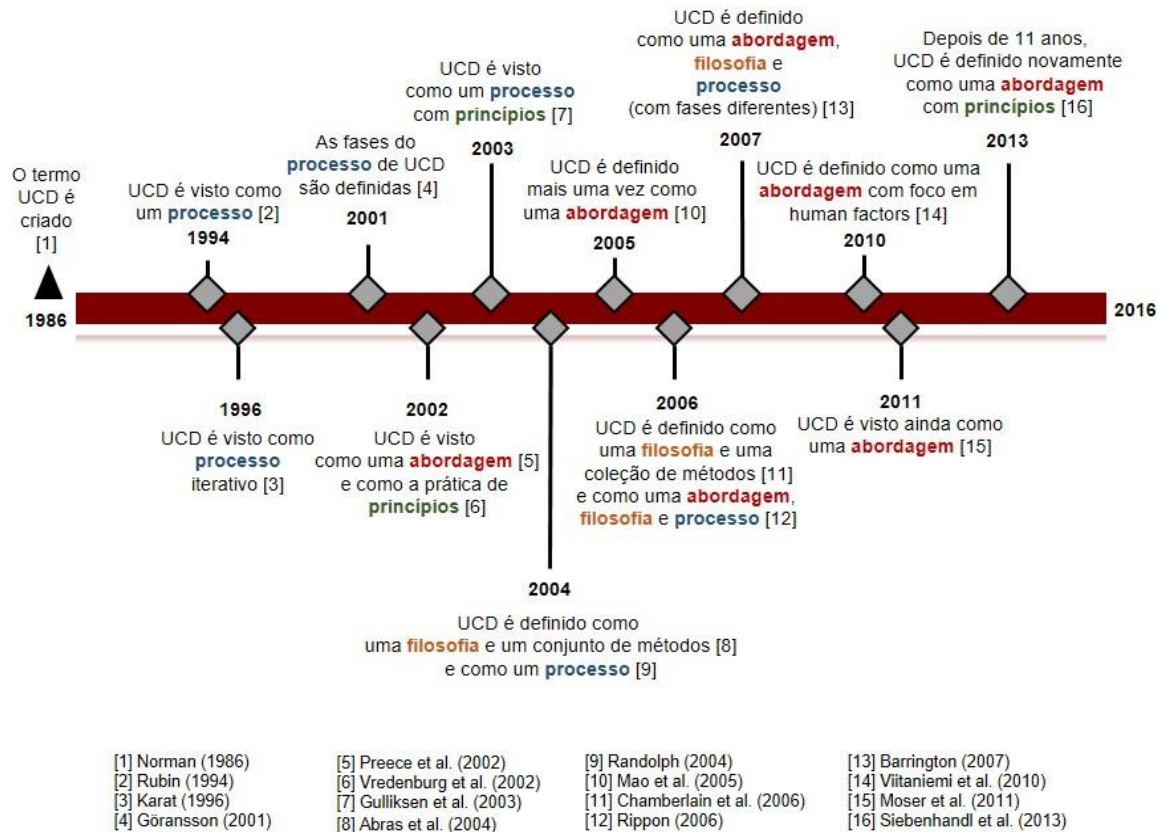 O termo
UCD é
criado
[1]
1986
UCD é visto como
um processo [2]
1994
UCD é visto como
processo
iterativo [3]
1996
As fases do
processo de UCD
são definidas [4]
2001
2002
UCD é visto
como uma abordagem [5]
e como a prática de
princípios [6]
UCD é visto
como um processo
com princípios [7]
2003
2004
UCD é definido como
uma filosofia e um conjunto de métodos [8]
e como um processo [9]
UCD é definido
mais uma vez como
uma abordagem [10]
2005
2006
UCD é definido como
uma filosofia e uma
coleção de métodos [11]
e como uma abordagem,
filosofia e processo [12]
UCD é definido
como uma abordagem,
filosofia e
processo
(com fases diferentes) [13]
2007
UCD é definido como uma
abordagem com foco em
human factors [14]
2010
2011
UCD é visto ainda como
uma abordagem [15]
Depois de 11 anos,
UCD é definido novamente
como uma abordagem
com princípios [16]
2013
2016
[1] Norman (1986)
[2] Rubin (1994)
[3] Karat (1996)
[4] Göransson (2001)
[5] Preece et al. (2002)
[6] Vredenburg et al. (2002)
[7] Gulliksen et al. (2003)
[8] Abras et al. (2004)
[9] Randolph (2004)
[10] Mao et al. (2005)
[11] Chamberlain et al. (2006)
[12] Rippon (2006)
[13] Barrington (2007)
[14] Viitaniemi et al. (2010)
[15] Moser et al. (2011)
[16] Siebenhandl et al. (2013)